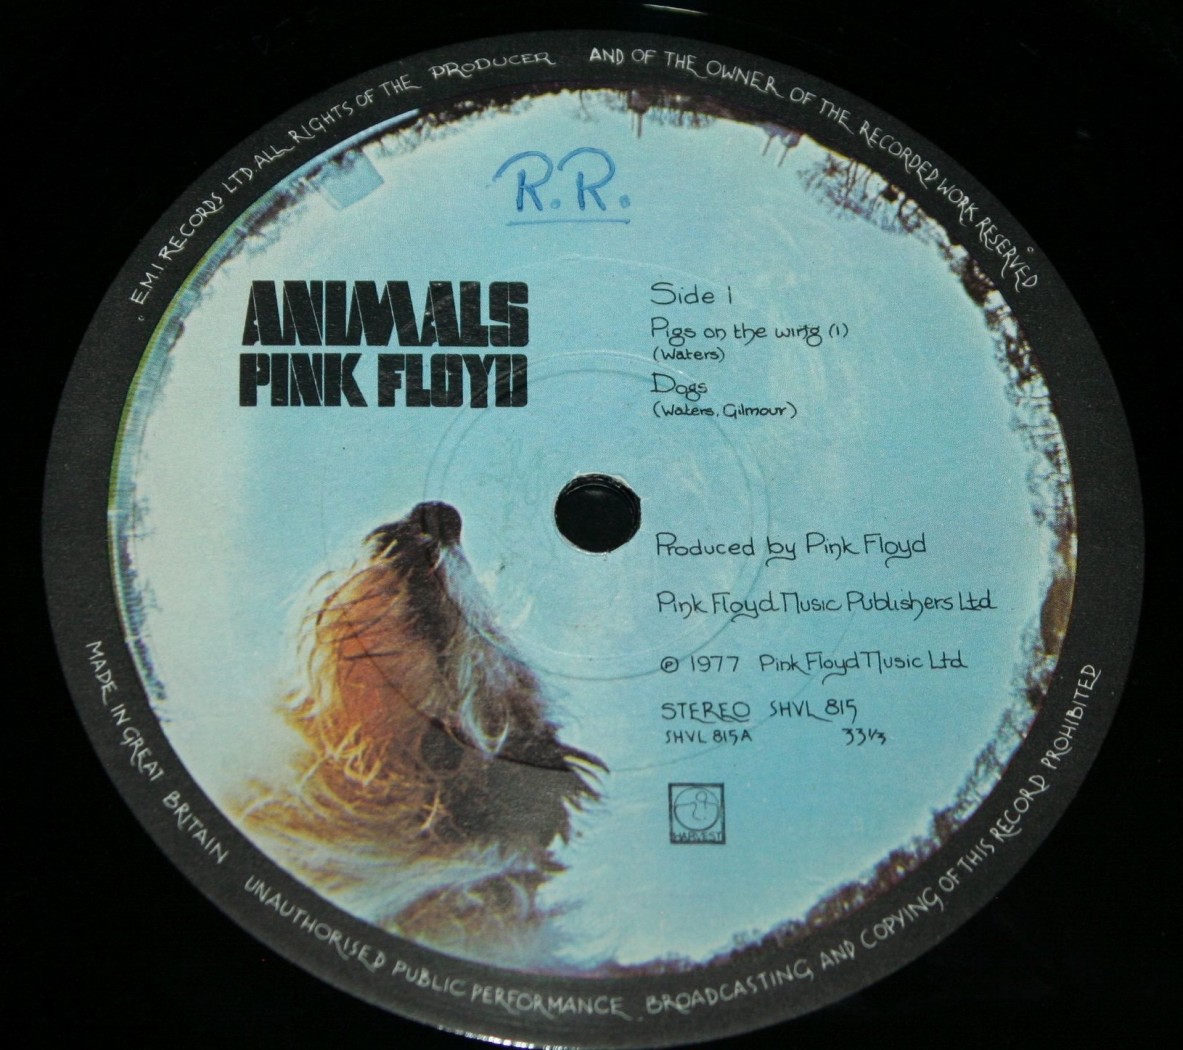 E.M.I RECORDS LTD. ALL RIGHTS OF THE PRODUCER AND OF THE OWNER OF THE RECORDED WORK RESERVED
R.R.
ANIMALS
PINK FLOYD
Side 1
Pigs on the wing (1)
(Waters)
Dogs
(Waters, Gilmour)
Produced by Pink Floyd
Pink Floyd Music Publishers Ltd
℗ 1977 Pink Floyd Music Ltd
STEREO SHVL 815
SHVL 815A 33⅓
HARVEST
MADE IN GREAT BRITAIN UNAUTHORISED PUBLIC PERFORMANCE. BROADCASTING AND COPYING OF THIS RECORD PROHIBITED